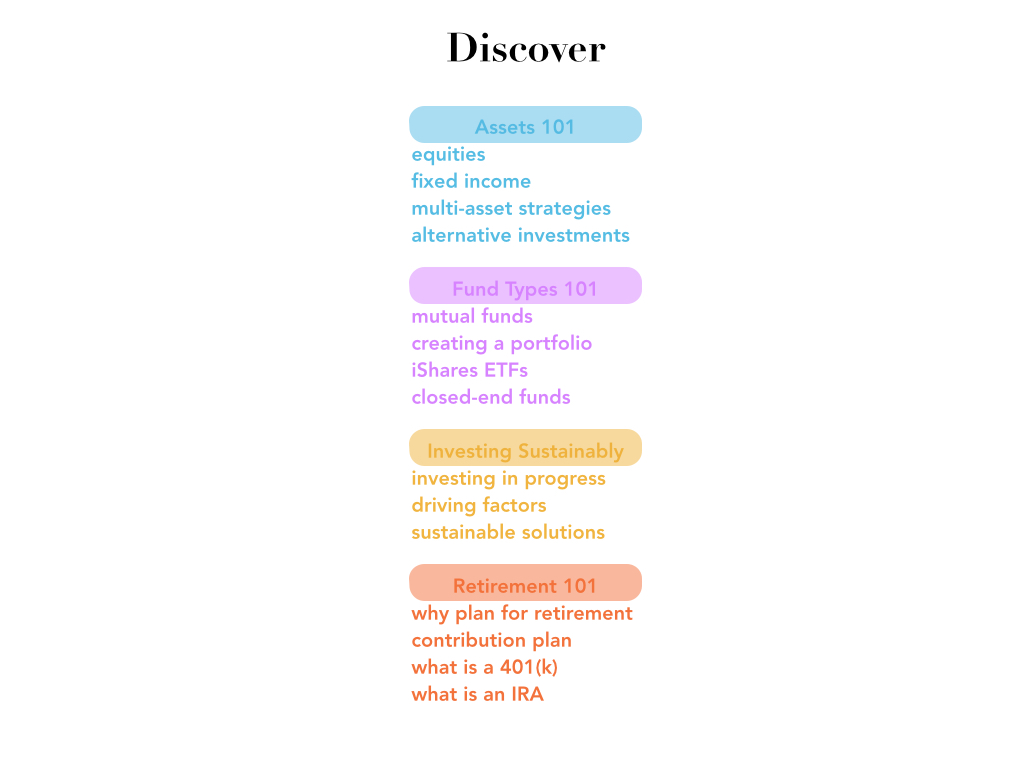 Discover
Assets 101
equities
fixed income
multi-asset strategies
alternative investments
Fund Types 101
mutual funds
creating a portfolio
iShares ETFs
closed-end funds
Investing Sustainably
investing in progress
driving factors
sustainable solutions
Retirement 101
why plan for retirement
contribution plan
what is a 401(k)
what is an IRA